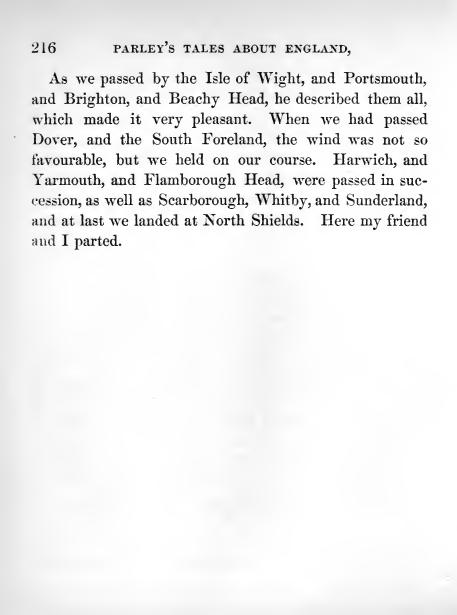 216 PARLEY'S TALES ABOUT ENGLAND,
As we passed by the Isle of Wight, and Portsmouth,
and Brighton, and Beachy Head, he described them all,
which made it very pleasant. When we had passed
Dover, and the South Foreland, the wind was not so
favourable, but we held on our course. Harwich, and
Yarmouth, and Flamborough Head, were passed in suc-
cession, as well as Scarborough, Whitby, and Sunderland,
and at last we landed at North Shields. Here my friend
and I parted.